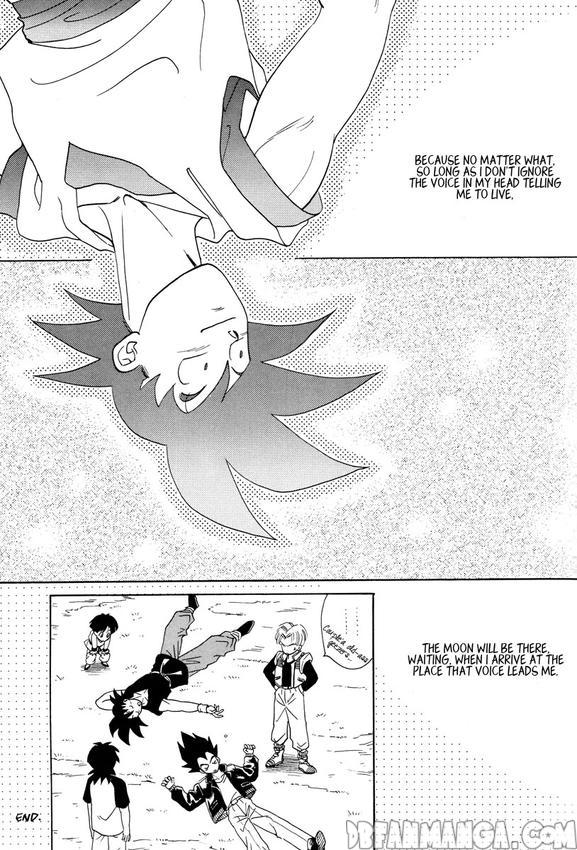 BECAUSE NO MATTER WHAT,
SO LONG AS I DON'T IGNORE
THE VOICE IN MY HEAD TELLING
ME TO LIVE,
THE MOON WILL BE THERE,
WAITING, WHEN I ARRIVE AT THE
PLACE THAT VOICE LEADS ME.
END.
DBFANMANGA.COM